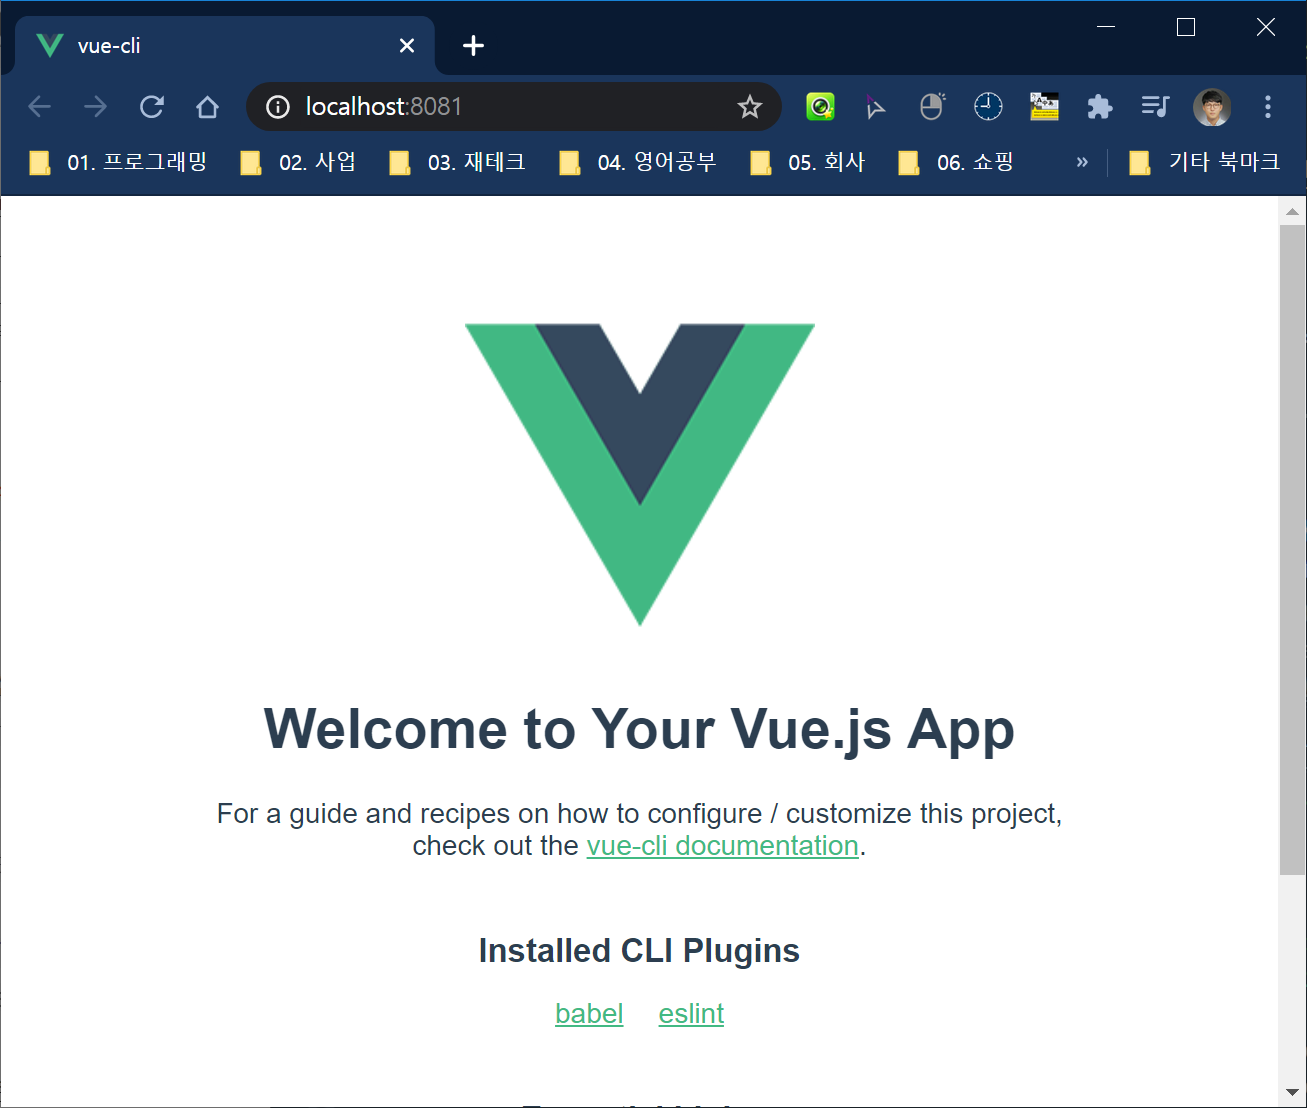 vue-cli
localhost:8081
01. 프로그래밍 02. 사업 03. 재테크 04. 영어공부 05. 회사 06. 쇼핑 » 기타 북마크
Welcome to Your Vue.js App
For a guide and recipes on how to configure / customize this project,
check out the vue-cli documentation.
Installed CLI Plugins
babel eslint